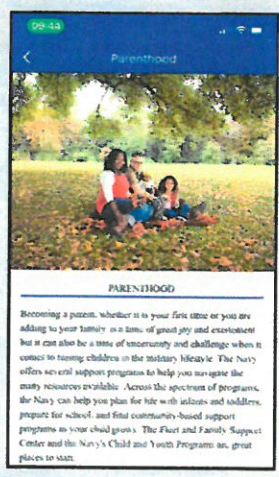 09:44
Parenthood
PARENTHOOD
Becoming a parent, whether it is your first time or you are
adding to your family is a time of great joy and excitement
but it can also be a time of uncertainty and challenge when it
comes to raising children in the military lifestyle. The Navy
offers several support programs to help you navigate the
many resources available. Across the spectrum of programs,
the Navy can help you plan for life with infants and toddlers,
prepare for school, and find community-based support
programs as your child grows. The Fleet and Family Support
Center and the Navy's Child and Youth Programs are great
places to start.